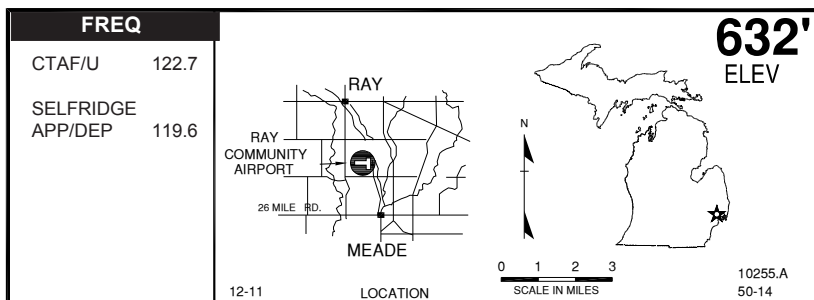 FREQ
CTAF/U 122.7
SELFRIDGE
APP/DEP 119.6
RAY
RAY
COMMUNITY
AIRPORT
26 MILE RD.
MEADE
12-11
LOCATION
N
0 1 2 3
SCALE IN MILES
632'
ELEV
10255.A
50-14